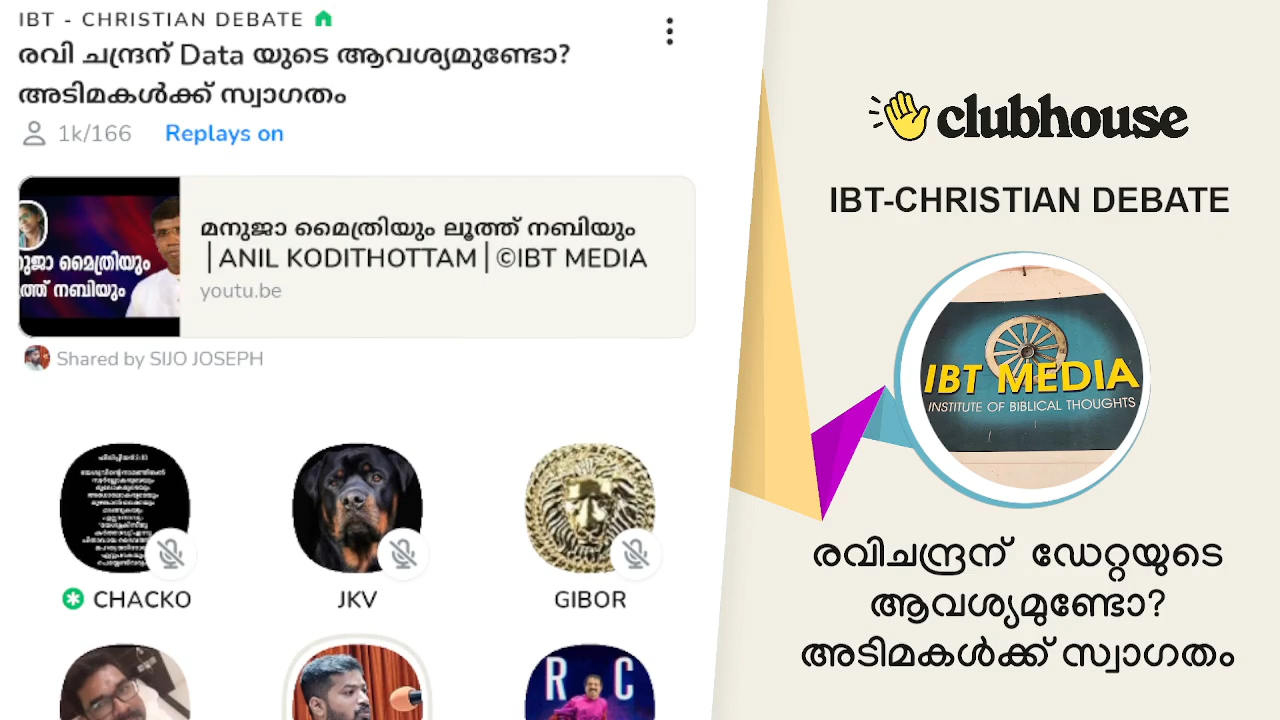 IBT - CHRISTIAN DEBATE
രവി ചന്ദ്രന് Data യുടെ ആവശ്യമുണ്ടോ?
അടിമകൾക്ക് സ്വാഗതം
1k/166 Replays on
മനുജാ മൈത്രിയും ലൂത്ത് നബിയും
│ANIL KODITHOTTAM│©IBT MEDIA
youtu.be
നുജാ മൈത്രിയും
ത്ത് നബിയും
Shared by SIJO JOSEPH
CHACKO
JKV
GIBOR
R C
clubhouse
IBT-CHRISTIAN DEBATE
IBT MEDIA
INSTITUTE OF BIBLICAL THOUGHTS
രവിചന്ദ്രന് ഡേറ്റയുടെ
ആവശ്യമുണ്ടോ?
അടിമകൾക്ക് സ്വാഗതം